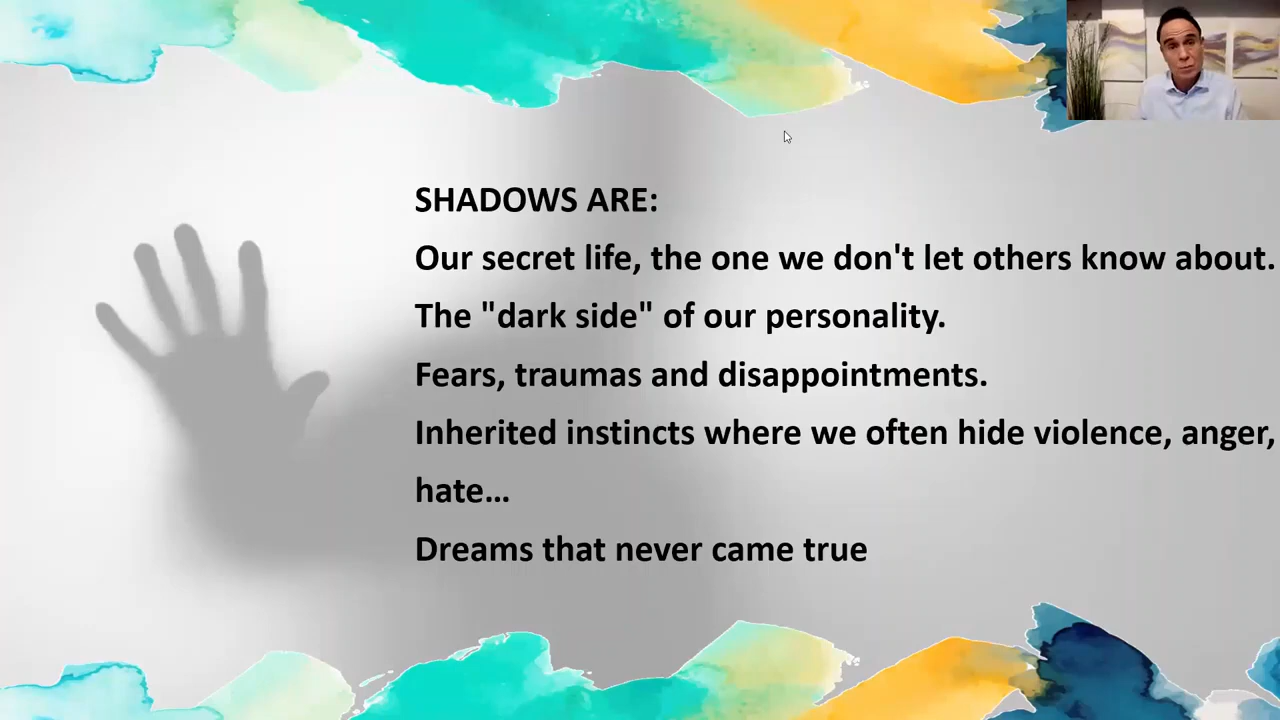 SHADOWS ARE:
Our secret life, the one we don't let others know about.
The "dark side" of our personality.
Fears, traumas and disappointments.
Inherited instincts where we often hide violence, anger,
hate…
Dreams that never came true